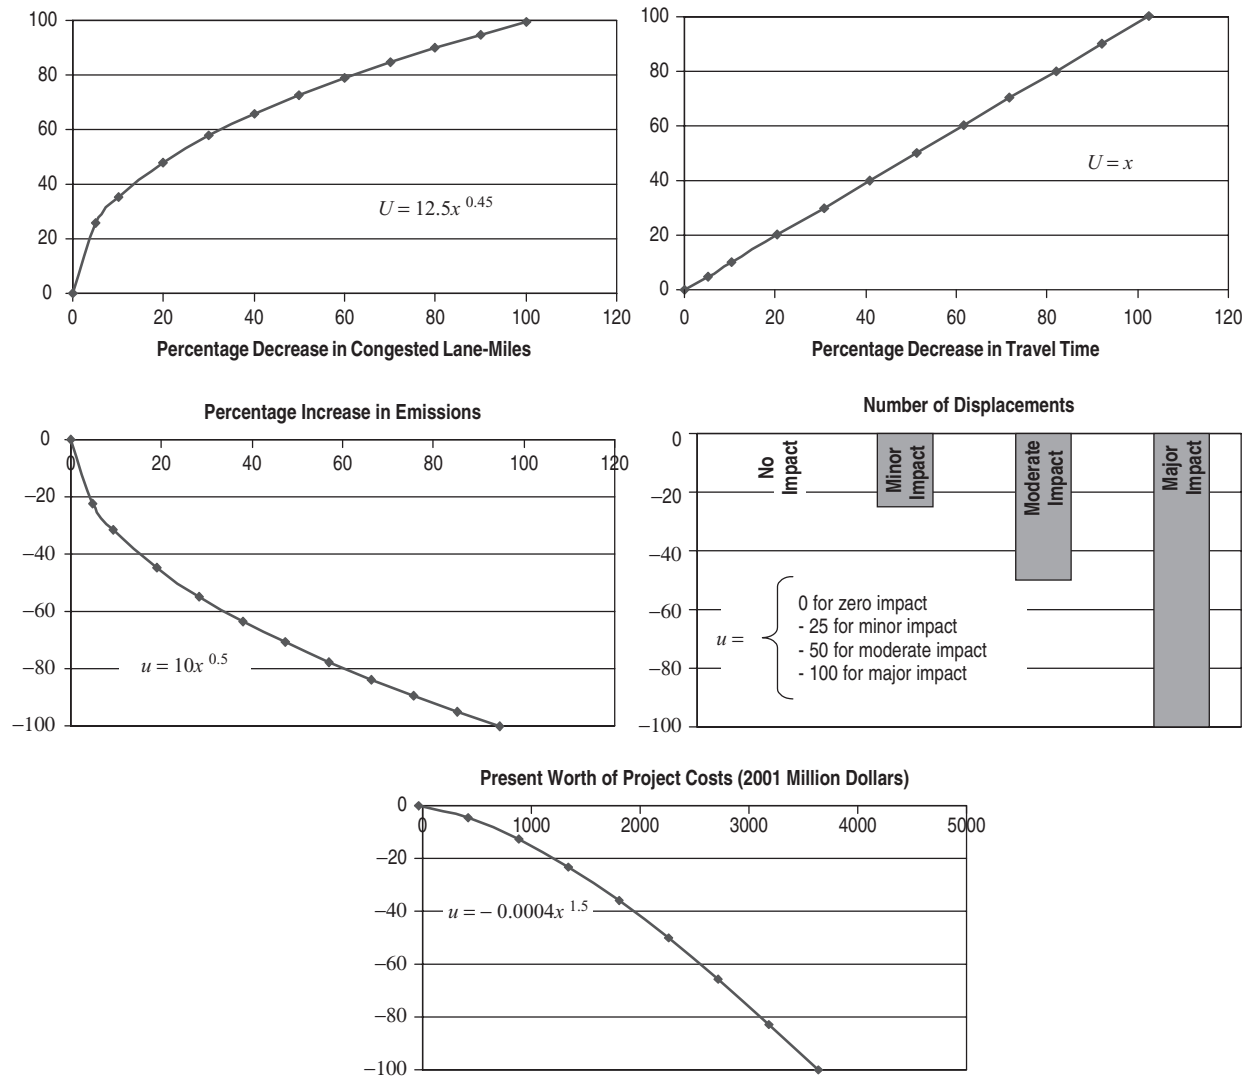 100
80
60
40
20
0
U = 12.5x^0.45
0 20 40 60 80 100 120
Percentage Decrease in Congested Lane-Miles
100
80
60
40
20
0
U = x
0 20 40 60 80 100 120
Percentage Decrease in Travel Time
Percentage Increase in Emissions
0
0 20 40 60 80 100 120
−20
−40
−60
−80
−100
u = 10x^0.5
Number of Displacements
0
−20
−40
−60
−80
−100
No
Impact
Minor
Impact
Moderate
Impact
Major
Impact
u =
0 for zero impact
- 25 for minor impact
- 50 for moderate impact
- 100 for major impact
Present Worth of Project Costs (2001 Million Dollars)
0
0 1000 2000 3000 4000 5000
−20
−40
−60
−80
−100
u = − 0.0004x^1.5